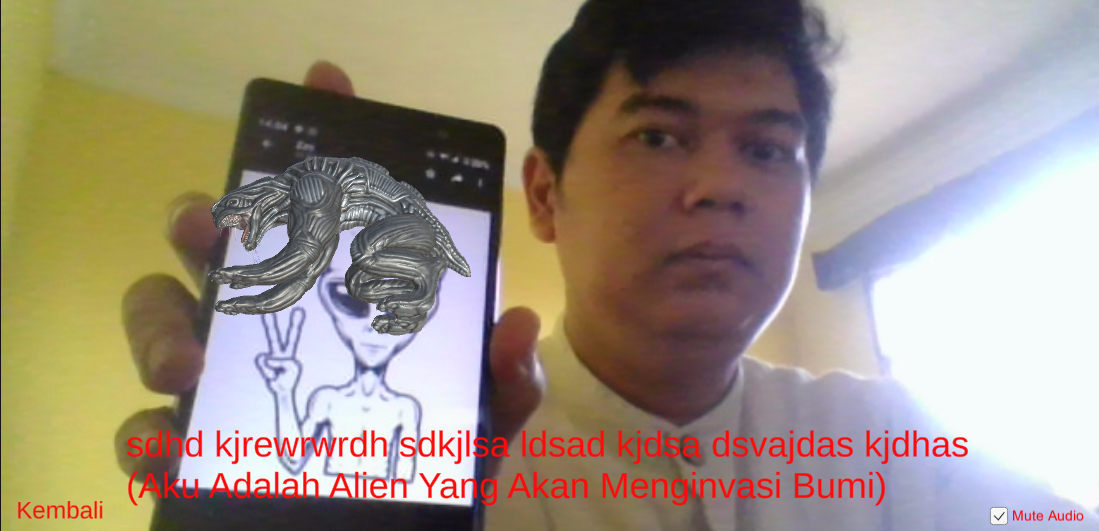 sdhd kjrewrwrdh sdkjlsa ldsad kjdsa dsvajdas kjdhas
(Aku Adalah Alien Yang Akan Menginvasi Bumi)
Kembali
Mute Audio